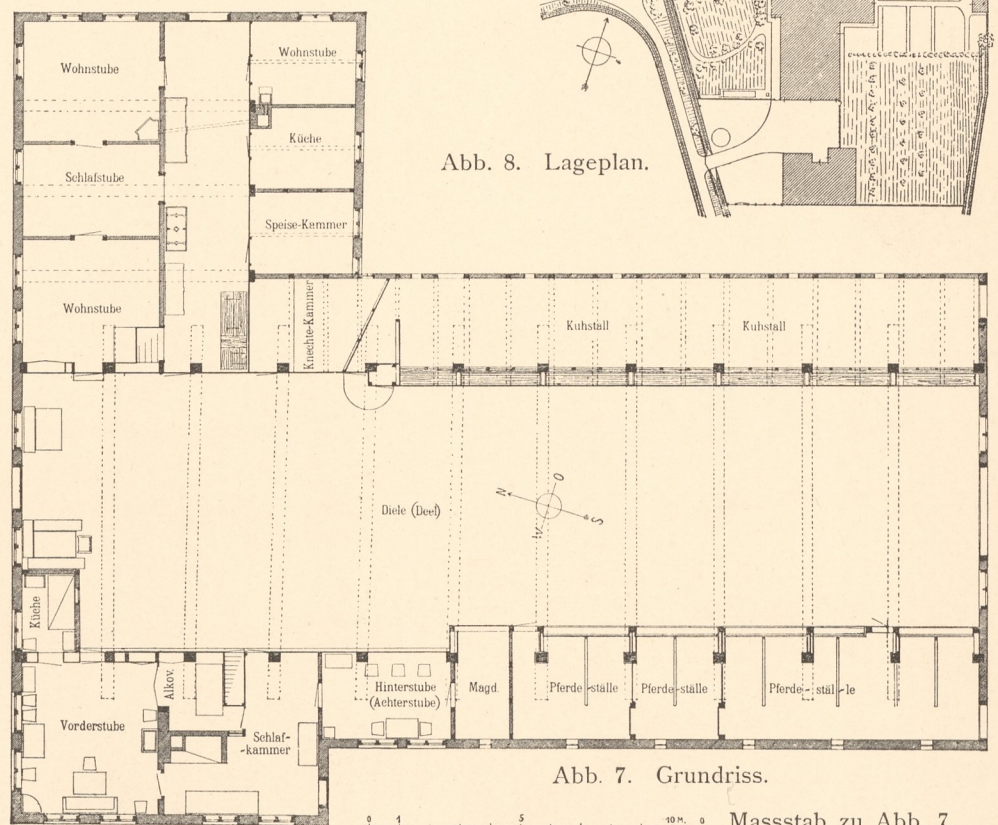 Wohnstube
Wohnstube
Küche
Schlafstube
Speise-Kammer
Wohnstube
Knechte-Kammer
Abb. 8. Lageplan.
Kuhstall
Kuhstall
Diele (Deel)
N
O
S
W
Küche
Vorderstube
Alkov.
Schlaf-
-kammer
Hinterstube
(Achterstube)
Magd.
Pferde-ställe
Pferde-ställe
Pferde-stäl-le
Abb. 7. Grundriss.
0 1 5 10 M. 0
Massstab zu Abb. 7